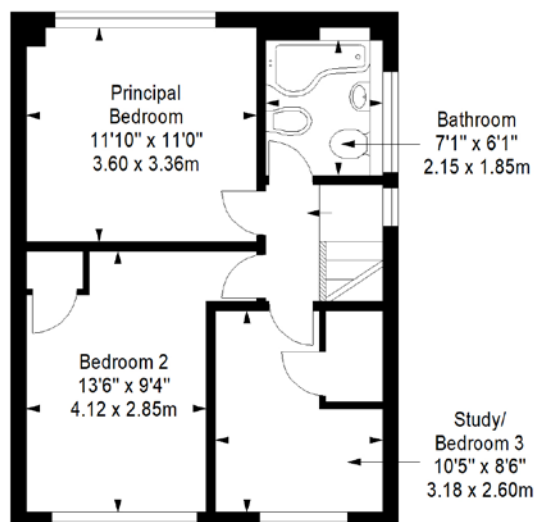 Principal
Bedroom
11'10" x 11'0"
3.60 x 3.36m
Bathroom
7'1" x 6'1"
2.15 x 1.85m
Bedroom 2
13'6" x 9'4"
4.12 x 2.85m
Study/
Bedroom 3
10'5" x 8'6"
3.18 x 2.60m